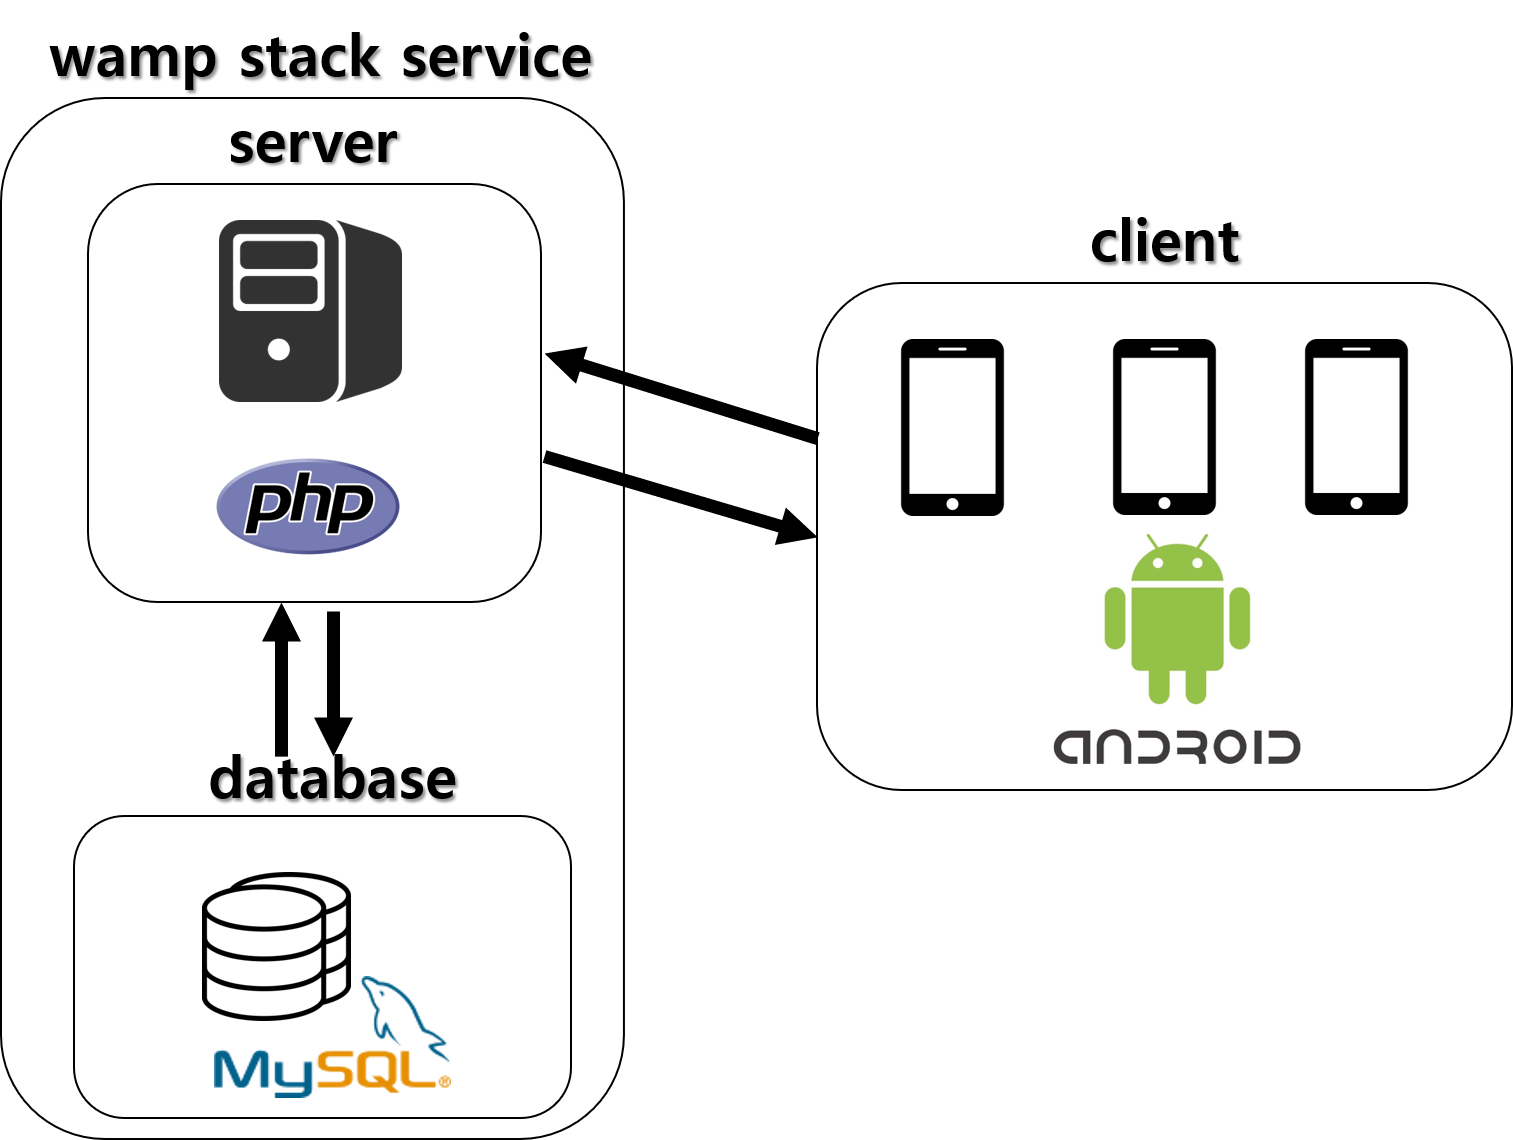 wamp stack service
server
php
client
ANDROID
database
MySQL®